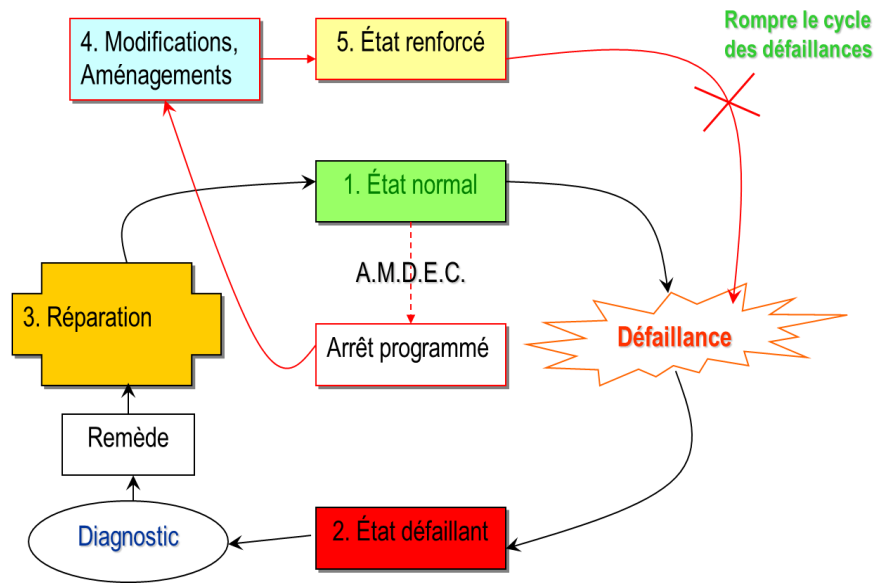 4. Modifications,
Aménagements
5. État renforcé
Rompre le cycle
des défaillances
1. État normal
A.M.D.E.C.
3. Réparation
Arrêt programmé
Défaillance
Remède
Diagnostic
2. État défaillant